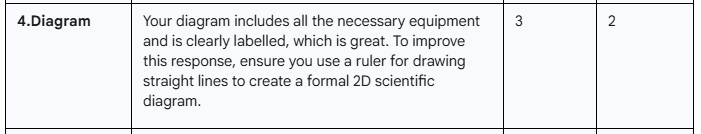 4.Diagram
Your diagram includes all the necessary equipment
and is clearly labelled, which is great. To improve
this response, ensure you use a ruler for drawing
straight lines to create a formal 2D scientific
diagram.
3
2